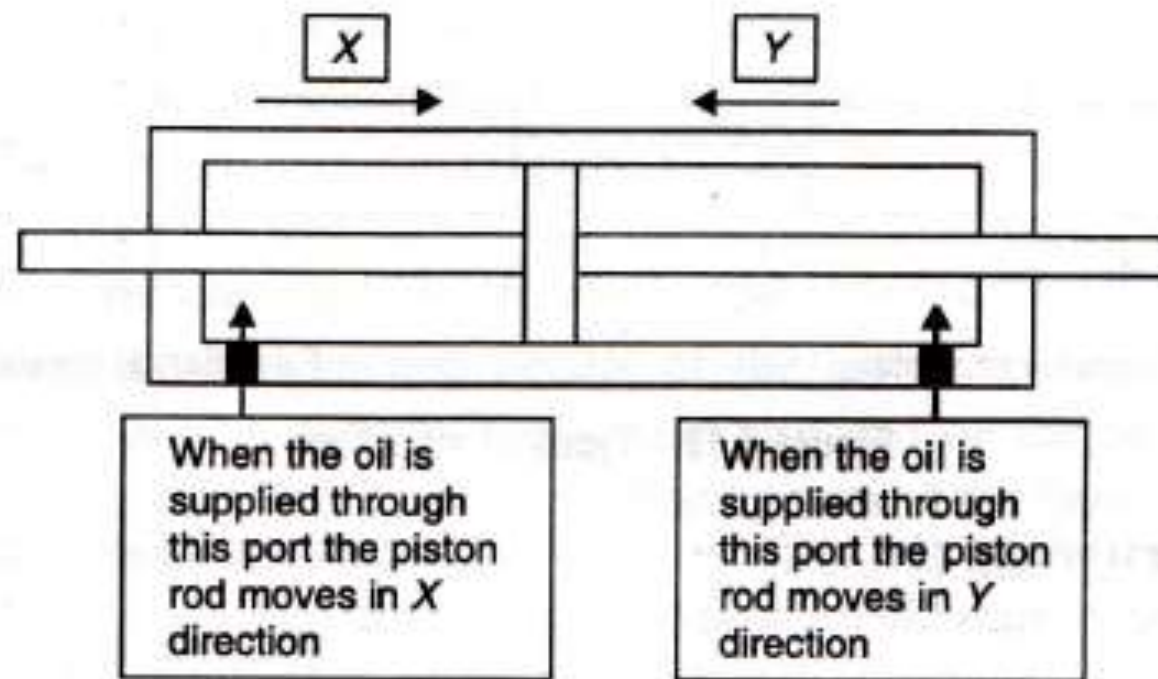 X
Y
When the oil is
supplied through
this port the piston
rod moves in X
direction
When the oil is
supplied through
this port the piston
rod moves in Y
direction